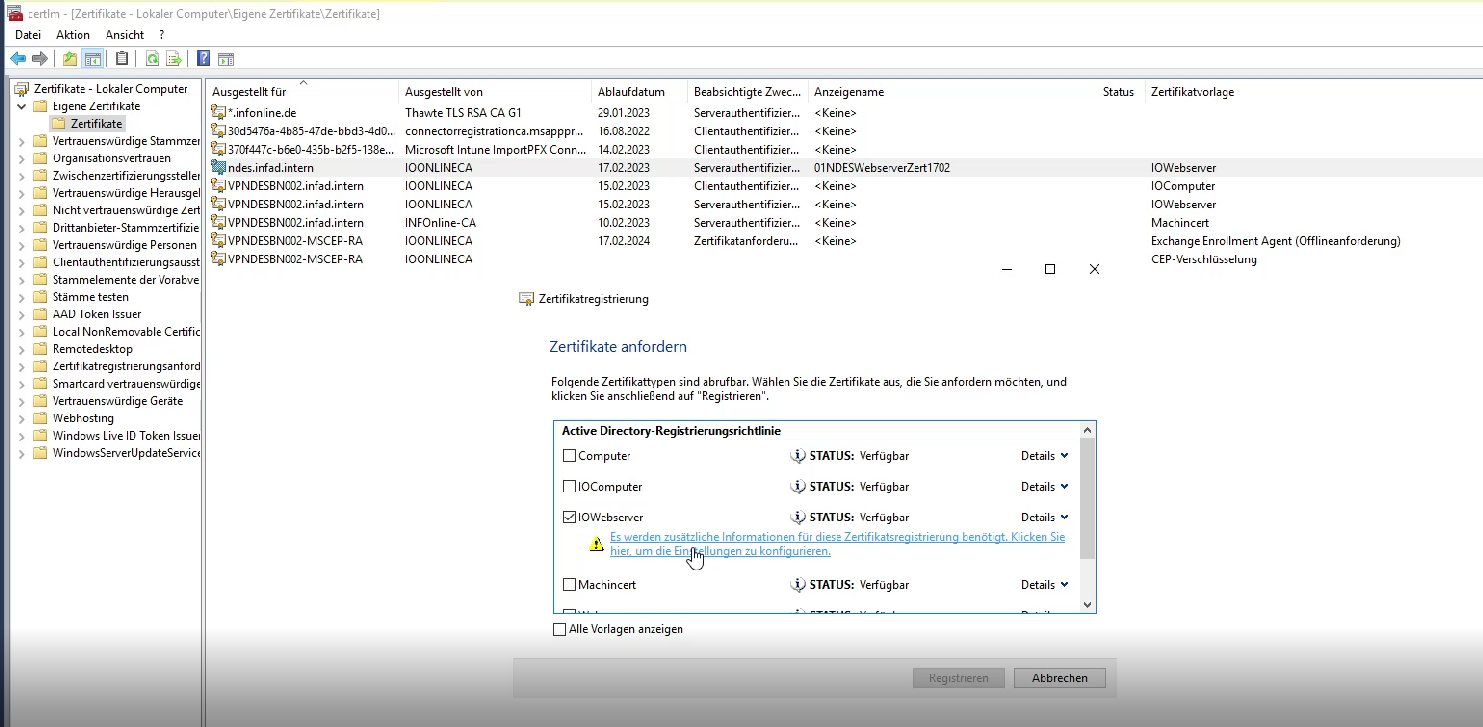 certlm - [Zertifikate - Lokaler Computer\Eigene Zertifikate\Zertifikate]
Datei Aktion Ansicht ?
Zertifikate - Lokaler Computer
Eigene Zertifikate
Zertifikate
Vertrauenswürdige Stammzer
Organisationsvertrauen
Zwischenzertifizierungssteller
Vertrauenswürdige Herausgel
Nicht vertrauenswürdige Zert
Drittanbieter-Stammzertifizie
Vertrauenswürdige Personen
Clientauthentifizierungsausst
Stammelemente der Vorabve
Stämme testen
AAD Token Issuer
Local NonRemovable Certific
Remotedesktop
Zertifikatregistrierungsanford
Smartcard vertrauenswürdige
Vertrauenswürdige Geräte
Webhosting
Windows Live ID Token Issuer
WindowsServerUpdateService
Ausgestellt für Ausgestellt von Ablaufdatum Beabsichtigte Zwec... Anzeigename Status Zertifikatvorlage
*.infonline.de Thawte TLS RSA CA G1 29.01.2023 Serverauthentifizier... <Keine>
30d5476a-4b85-47de-bbd3-4d0... connectorregistrationca.msapppr... 16.08.2022 Clientauthentifizier... <Keine>
370f447c-b6e0-435b-b2f5-138e... Microsoft Intune ImportPFX Conn... 14.02.2023 Clientauthentifizier... <Keine>
ndes.infad.intern IOONLINECA 17.02.2023 Serverauthentifizier... 01NDESWebserverZert1702 IOWebserver
VPNDESBN002.infad.intern IOONLINECA 15.02.2023 Clientauthentifizier... <Keine> IOComputer
VPNDESBN002.infad.intern IOONLINECA 15.02.2023 Serverauthentifizier... <Keine> IOWebserver
VPNDESBN002.infad.intern INFOnline-CA 10.02.2023 Serverauthentifizier... <Keine> Machincert
VPNDESBN002-MSCEP-RA IOONLINECA 17.02.2024 Zertifikatanforderu... <Keine> Exchange Enrollment Agent (Offlineanforderung)
VPNDESBN002-MSCEP-RA IOONLINECA CEP-Verschlüsselung
Zertifikatregistrierung
Zertifikate anfordern
Folgende Zertifikattypen sind abrufbar. Wählen Sie die Zertifikate aus, die Sie anfordern möchten, und
klicken Sie anschließend auf "Registrieren".
Active Directory-Registrierungsrichtlinie
Computer STATUS: Verfügbar Details
IOComputer STATUS: Verfügbar Details
IOWebserver STATUS: Verfügbar Details
Es werden zusätzliche Informationen für diese Zertifikatsregistrierung benötigt. Klicken Sie
hier, um die Einstellungen zu konfigurieren.
Machincert STATUS: Verfügbar Details
Alle Vorlagen anzeigen
Registrieren Abbrechen